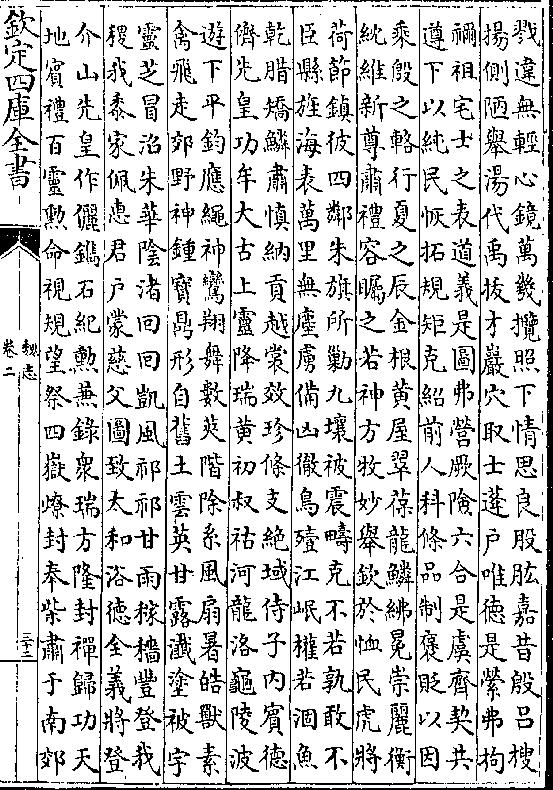 戮違無輕心鏡萬幾攬照下情思良股肱嘉昔殷呂搜
揚側陋舉湯代禹拔才巖穴取士蓬戶唯德是縈弗拘
禰祖宅士之表道義是圖弗營厥險六合是虞齊契共
遵下以純民恢拓規矩克紹前人科條品制褒貶以因
乘殷之輅行夏之辰金根黃屋翠葆龍鱗紼冕崇麗衡
紞維新尊肅禮容矚之若神方牧妙舉欽於恤民虎將
荷節鎮彼四鄰朱旗所勦九壤被震疇克不若孰敢不
臣縣旌海表萬里無塵虜備凶徹鳥殪江岷權若涸魚
乾腊矯鱗肅慎納貢越裳效珍條支絕域侍子內賓德
儕先皇功牟大古上靈降瑞黃初叔祜河龍洛龜陵波
遊下平鈞應繩神鸞翔舞數莢階除系風扇暑皓獸素
禽飛走郊野神鍾寶鼎形自舊土雲英甘露瀸塗被宇
靈芝冒沼朱華陰渚回回凱風祁祁甘雨稼穡豐登我
稷我黍家佩惠君戶蒙慈父圖致太和洽德全義將登
介山先皇作儷鐫石紀勲兼錄衆瑞方隆封禪歸功天
地賓禮百靈勲命視規望祭四嶽燎封奉柴肅于南郊
欽定四庫全書
魏志
卷二